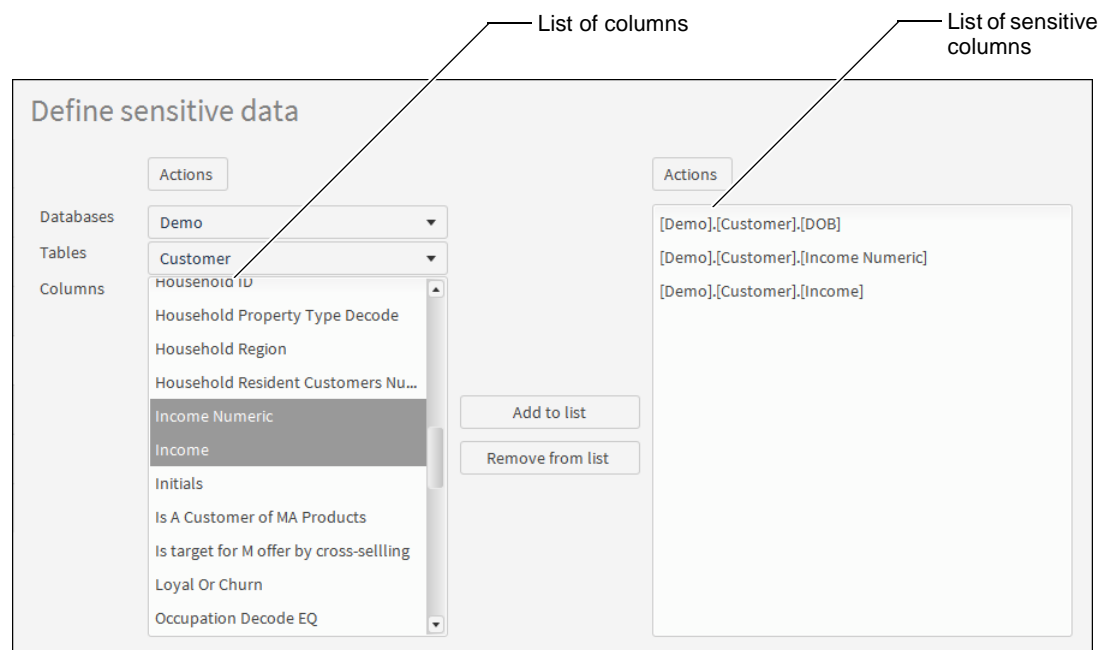 List of columns
List of sensitive
columns
Define sensitive data
Actions
Actions
Databases
Demo
Tables
Customer
Columns
Household ID
Household Property Type Decode
Household Region
Household Resident Customers Nu...
Income Numeric
Income
Initials
Is A Customer of MA Products
Is target for M offer by cross-sellling
Loyal Or Churn
Occupation Decode EQ
Add to list
Remove from list
[Demo].[Customer].[DOB]
[Demo].[Customer].[Income Numeric]
[Demo].[Customer].[Income]